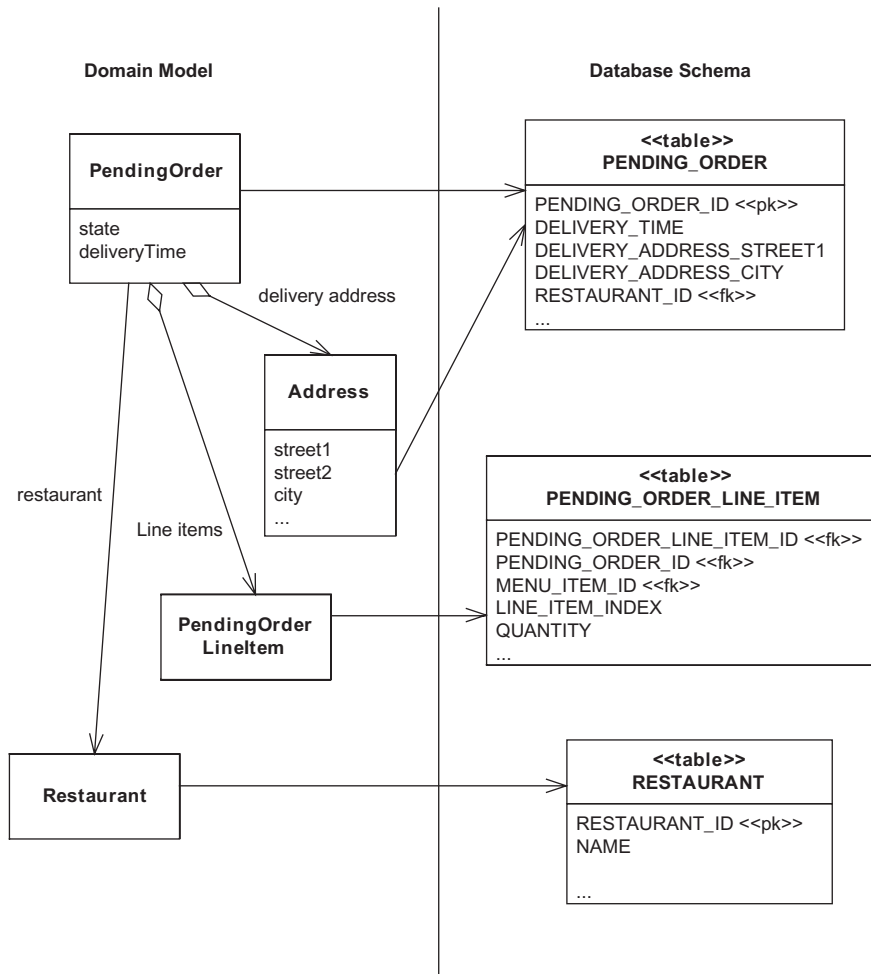 Domain Model
Database Schema
PendingOrder
state
deliveryTime
<<table>>
PENDING_ORDER
PENDING_ORDER_ID <<pk>>
DELIVERY_TIME
DELIVERY_ADDRESS_STREET1
DELIVERY_ADDRESS_CITY
RESTAURANT_ID <<fk>>
...
delivery address
Address
street1
street2
city
...
restaurant
Line items
<<table>>
PENDING_ORDER_LINE_ITEM
PENDING_ORDER_LINE_ITEM_ID <<fk>>
PENDING_ORDER_ID <<fk>>
MENU_ITEM_ID <<fk>>
LINE_ITEM_INDEX
QUANTITY
...
PendingOrder
LineItem
Restaurant
<<table>>
RESTAURANT
RESTAURANT_ID <<pk>>
NAME
...